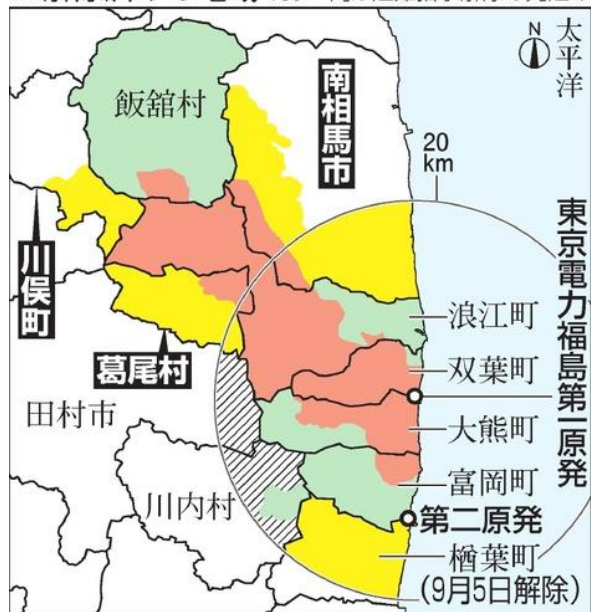 N
太平洋
飯舘村
南相馬市
20
km
東京電力福島第一原発
川俣町
浪江町
葛尾村
双葉町
田村市
大熊町
川内村
富岡町
第二原発
楢葉町
(9月5日解除)